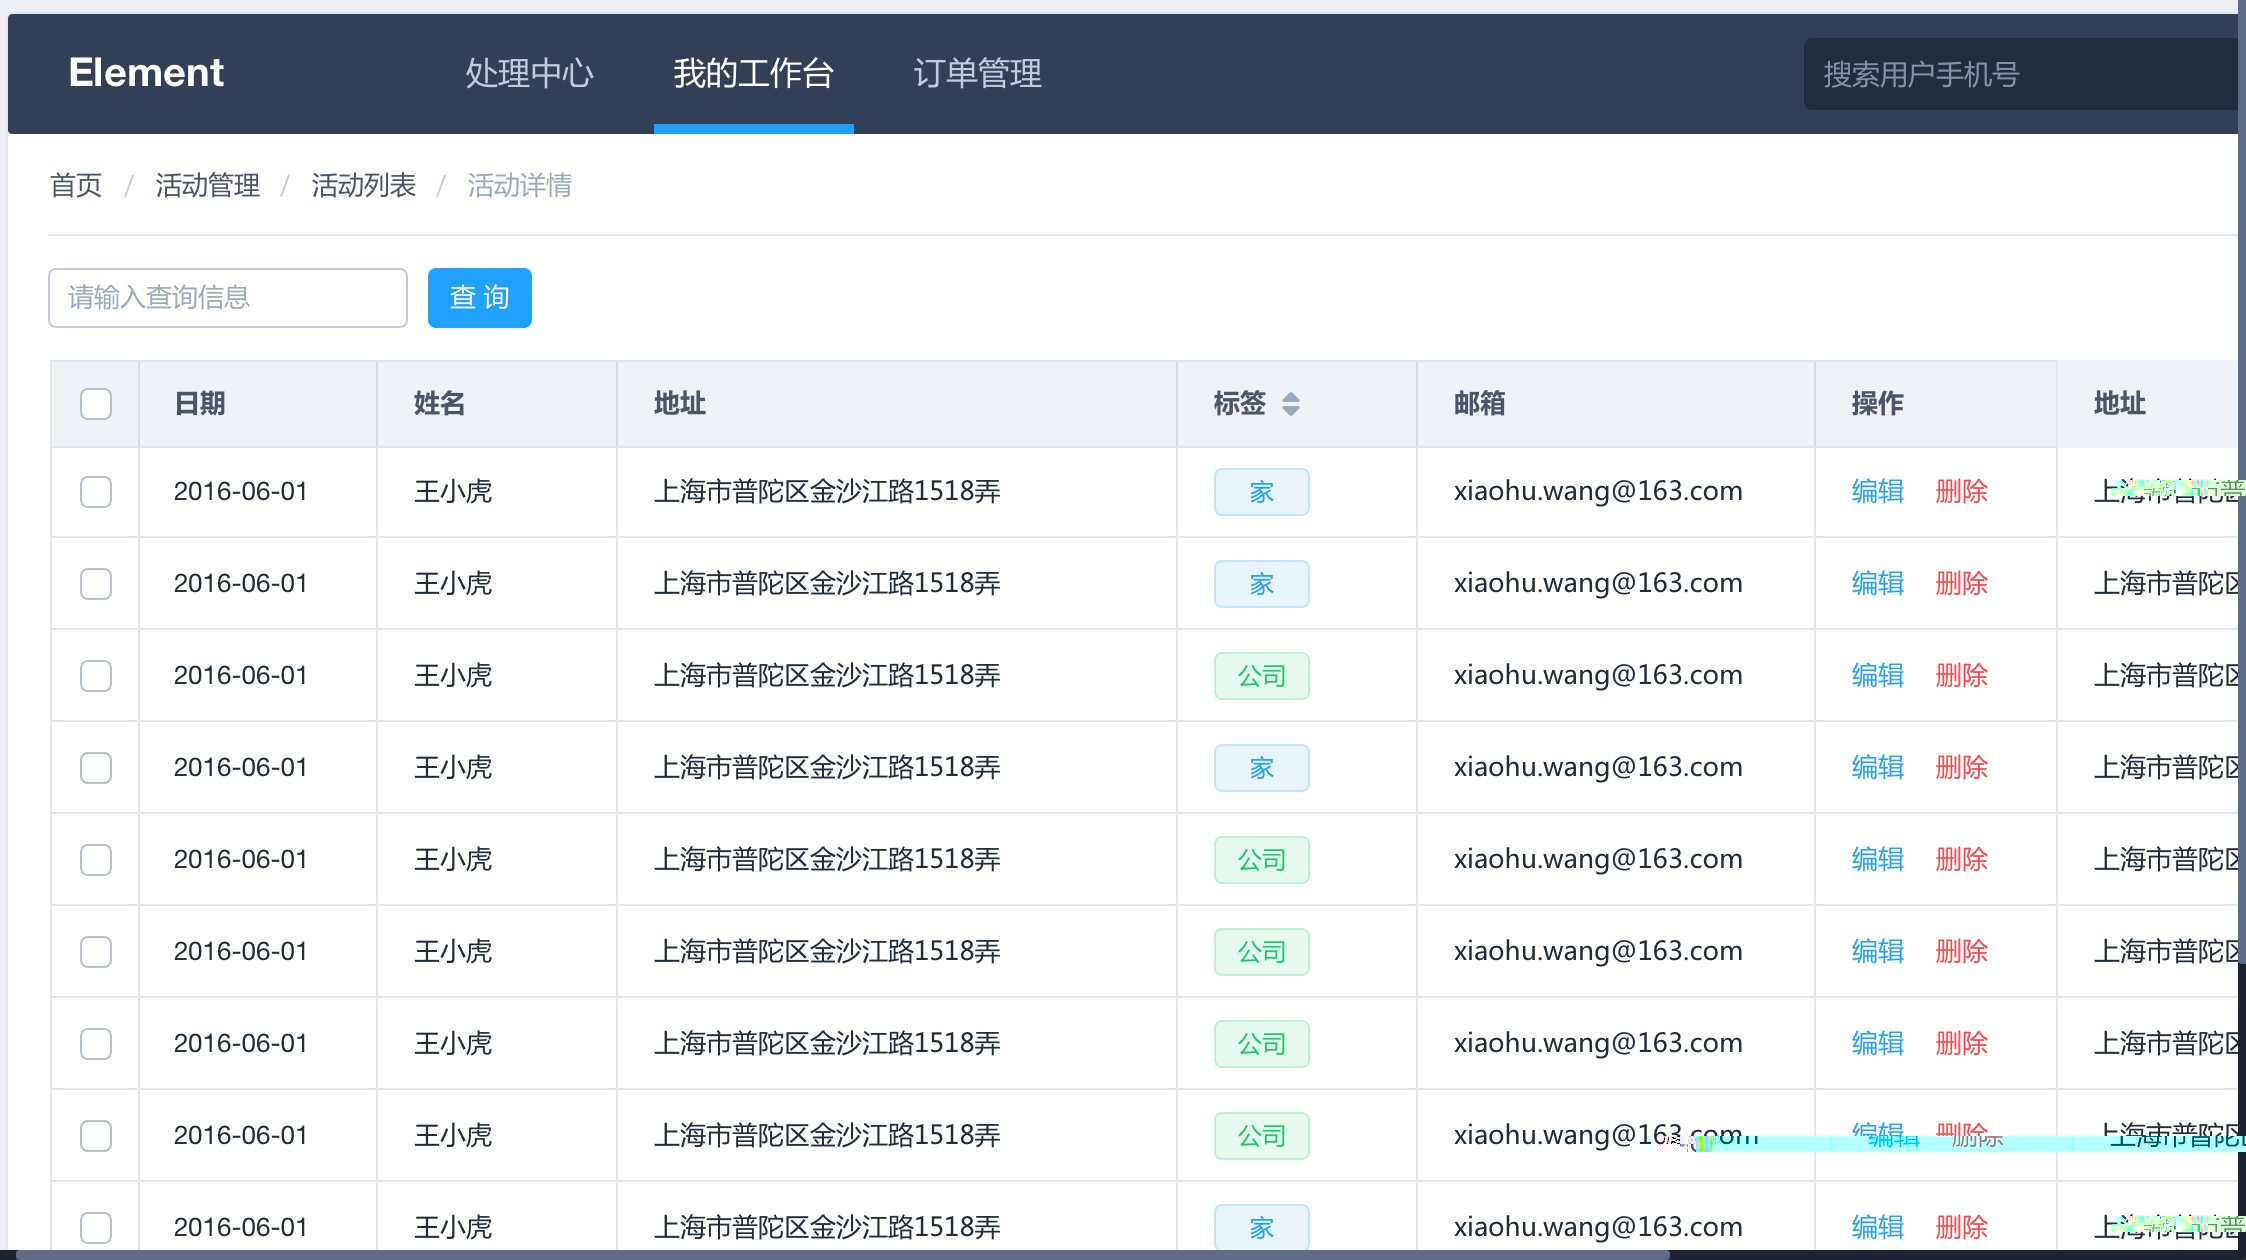 Element 处理中心 我的工作台 订单管理 搜索用户手机号
首页 / 活动管理 / 活动列表 / 活动详情
请输入查询信息 查 询
日期 姓名 地址 标签 邮箱 操作 地址
2016-06-01 王小虎 上海市普陀区金沙江路1518弄 家 xiaohu.wang@163.com 编辑 删除
2016-06-01 王小虎 上海市普陀区金沙江路1518弄 家 xiaohu.wang@163.com 编辑 删除 上海市普陀区
2016-06-01 王小虎 上海市普陀区金沙江路1518弄 公司 xiaohu.wang@163.com 编辑 删除 上海市普陀区
2016-06-01 王小虎 上海市普陀区金沙江路1518弄 家 xiaohu.wang@163.com 编辑 删除 上海市普陀区
2016-06-01 王小虎 上海市普陀区金沙江路1518弄 公司 xiaohu.wang@163.com 编辑 删除 上海市普陀区
2016-06-01 王小虎 上海市普陀区金沙江路1518弄 公司 xiaohu.wang@163.com 编辑 删除 上海市普陀区
2016-06-01 王小虎 上海市普陀区金沙江路1518弄 公司 xiaohu.wang@163.com 编辑 删除 上海市普陀区
2016-06-01 王小虎 上海市普陀区金沙江路1518弄 公司 xiaohu.wang@163.com 编辑 删除 上海市普陀区
2016-06-01 王小虎 上海市普陀区金沙江路1518弄 家 xiaohu.wang@163.com 编辑 删除